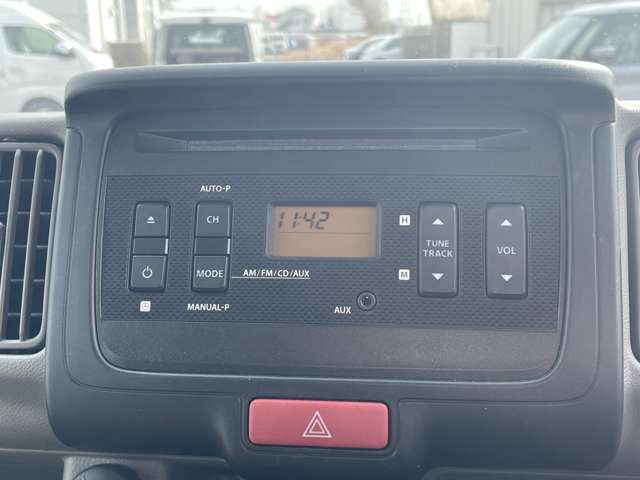 AUTO-P
CH
11:42
H
TUNE
TRACK
VOL
MODE
AM/FM/CD/AUX
M
MANUAL-P
AUX